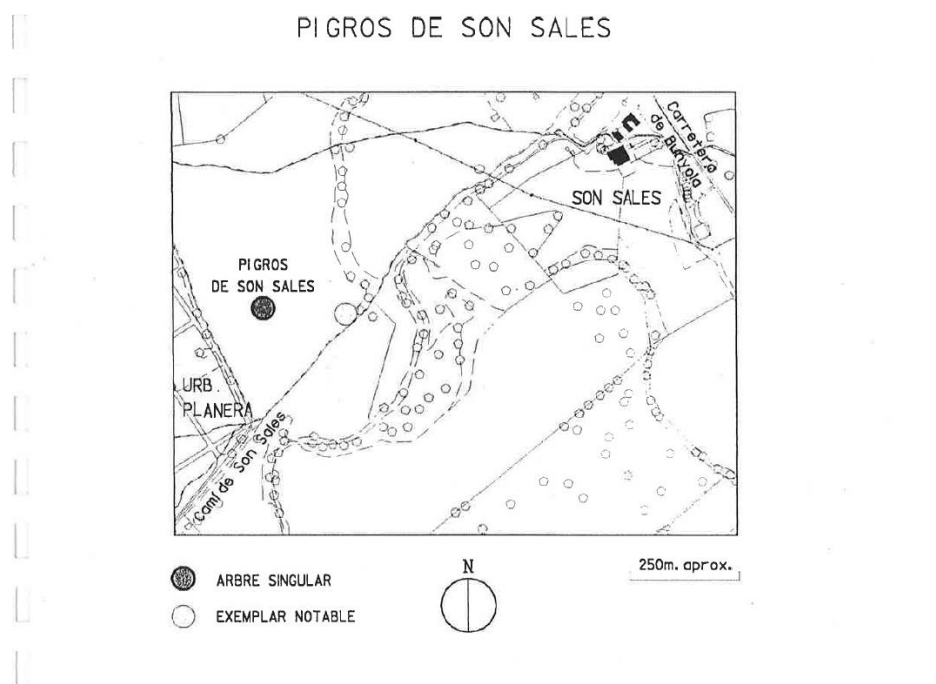 PIGROS DE SON SALES
Carretera
de Bunyola
SON SALES
PIGROS
DE SON SALES
URB.
PLANERA
Camí de Son Sales
ARBRE SINGULAR
EXEMPLAR NOTABLE
N
250m. aprox.